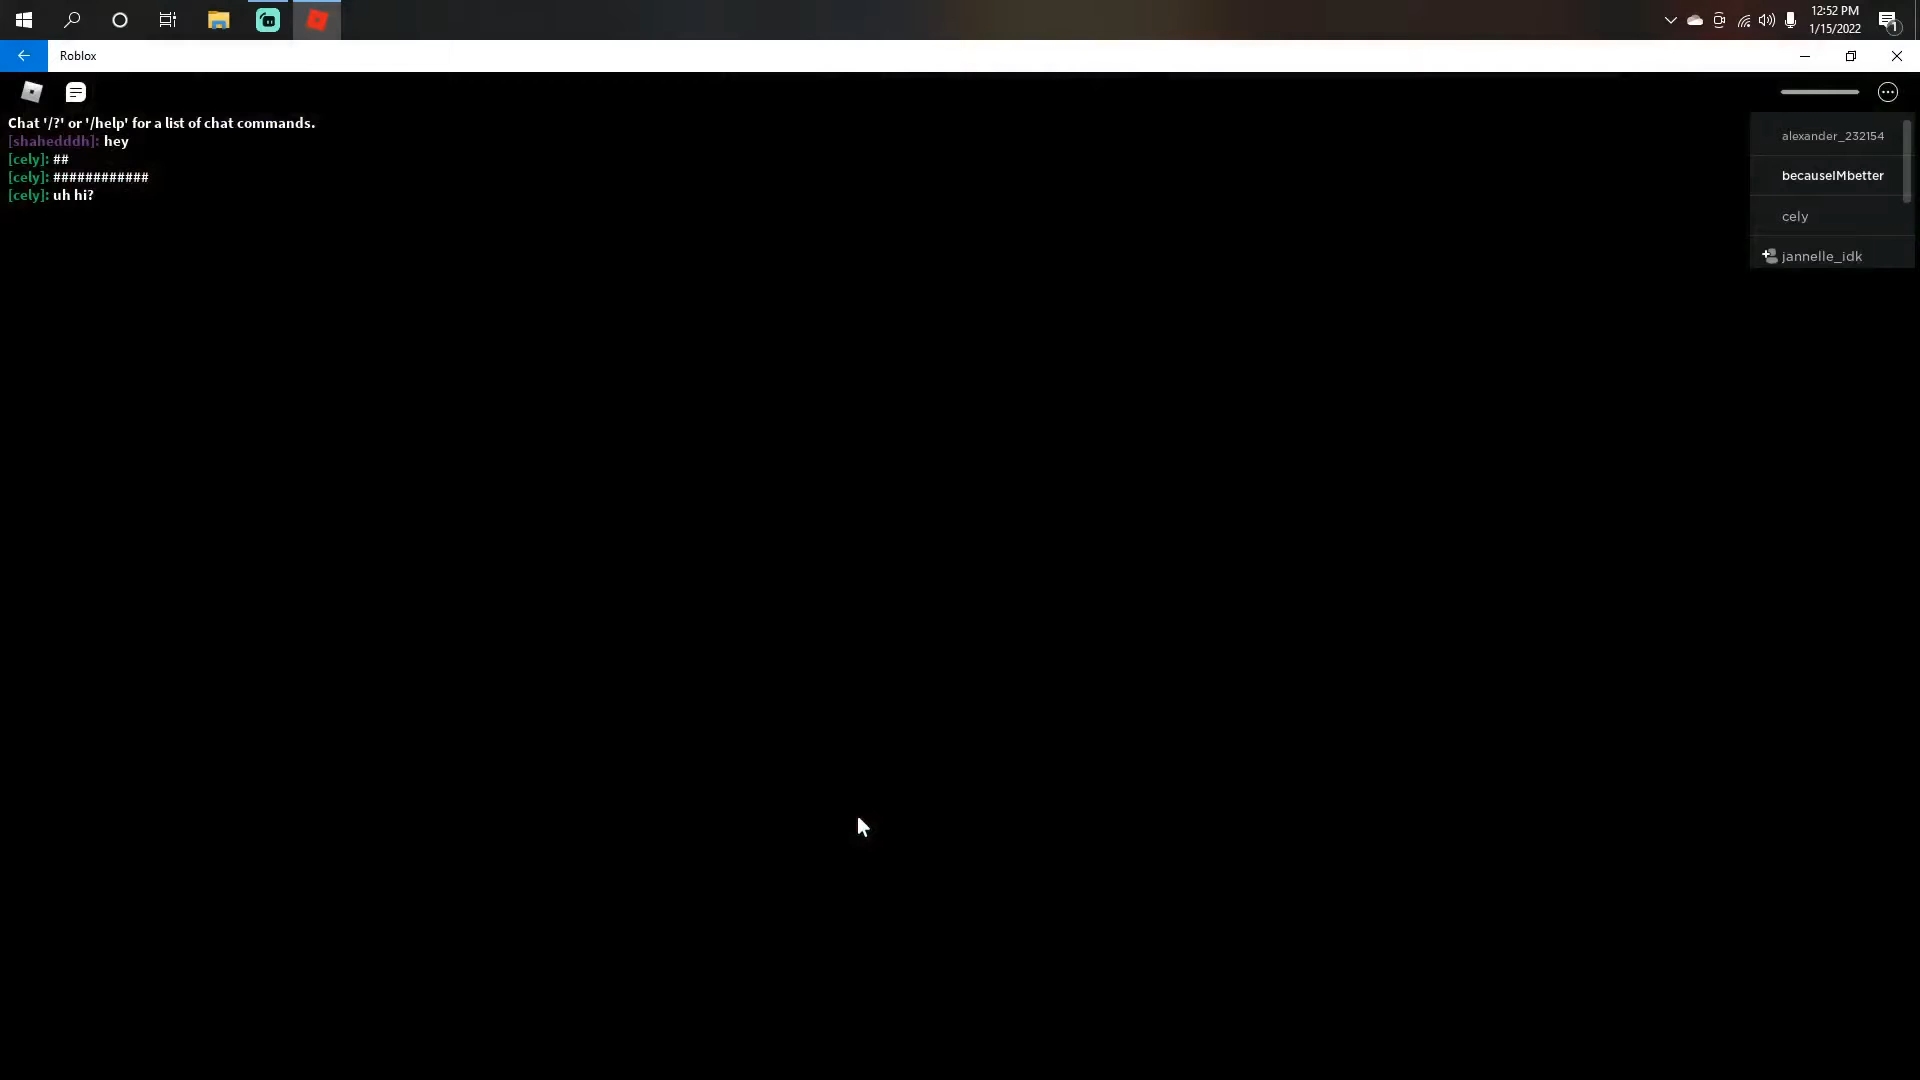 12:52 PM
1/15/2022
1
Roblox
Chat '/?' or '/help' for a list of chat commands.
[shahedddh]: hey
[cely]: ##
[cely]: ############
[cely]: uh hi?
alexander_232154
becauseIMbetter
cely
jannelle_idk